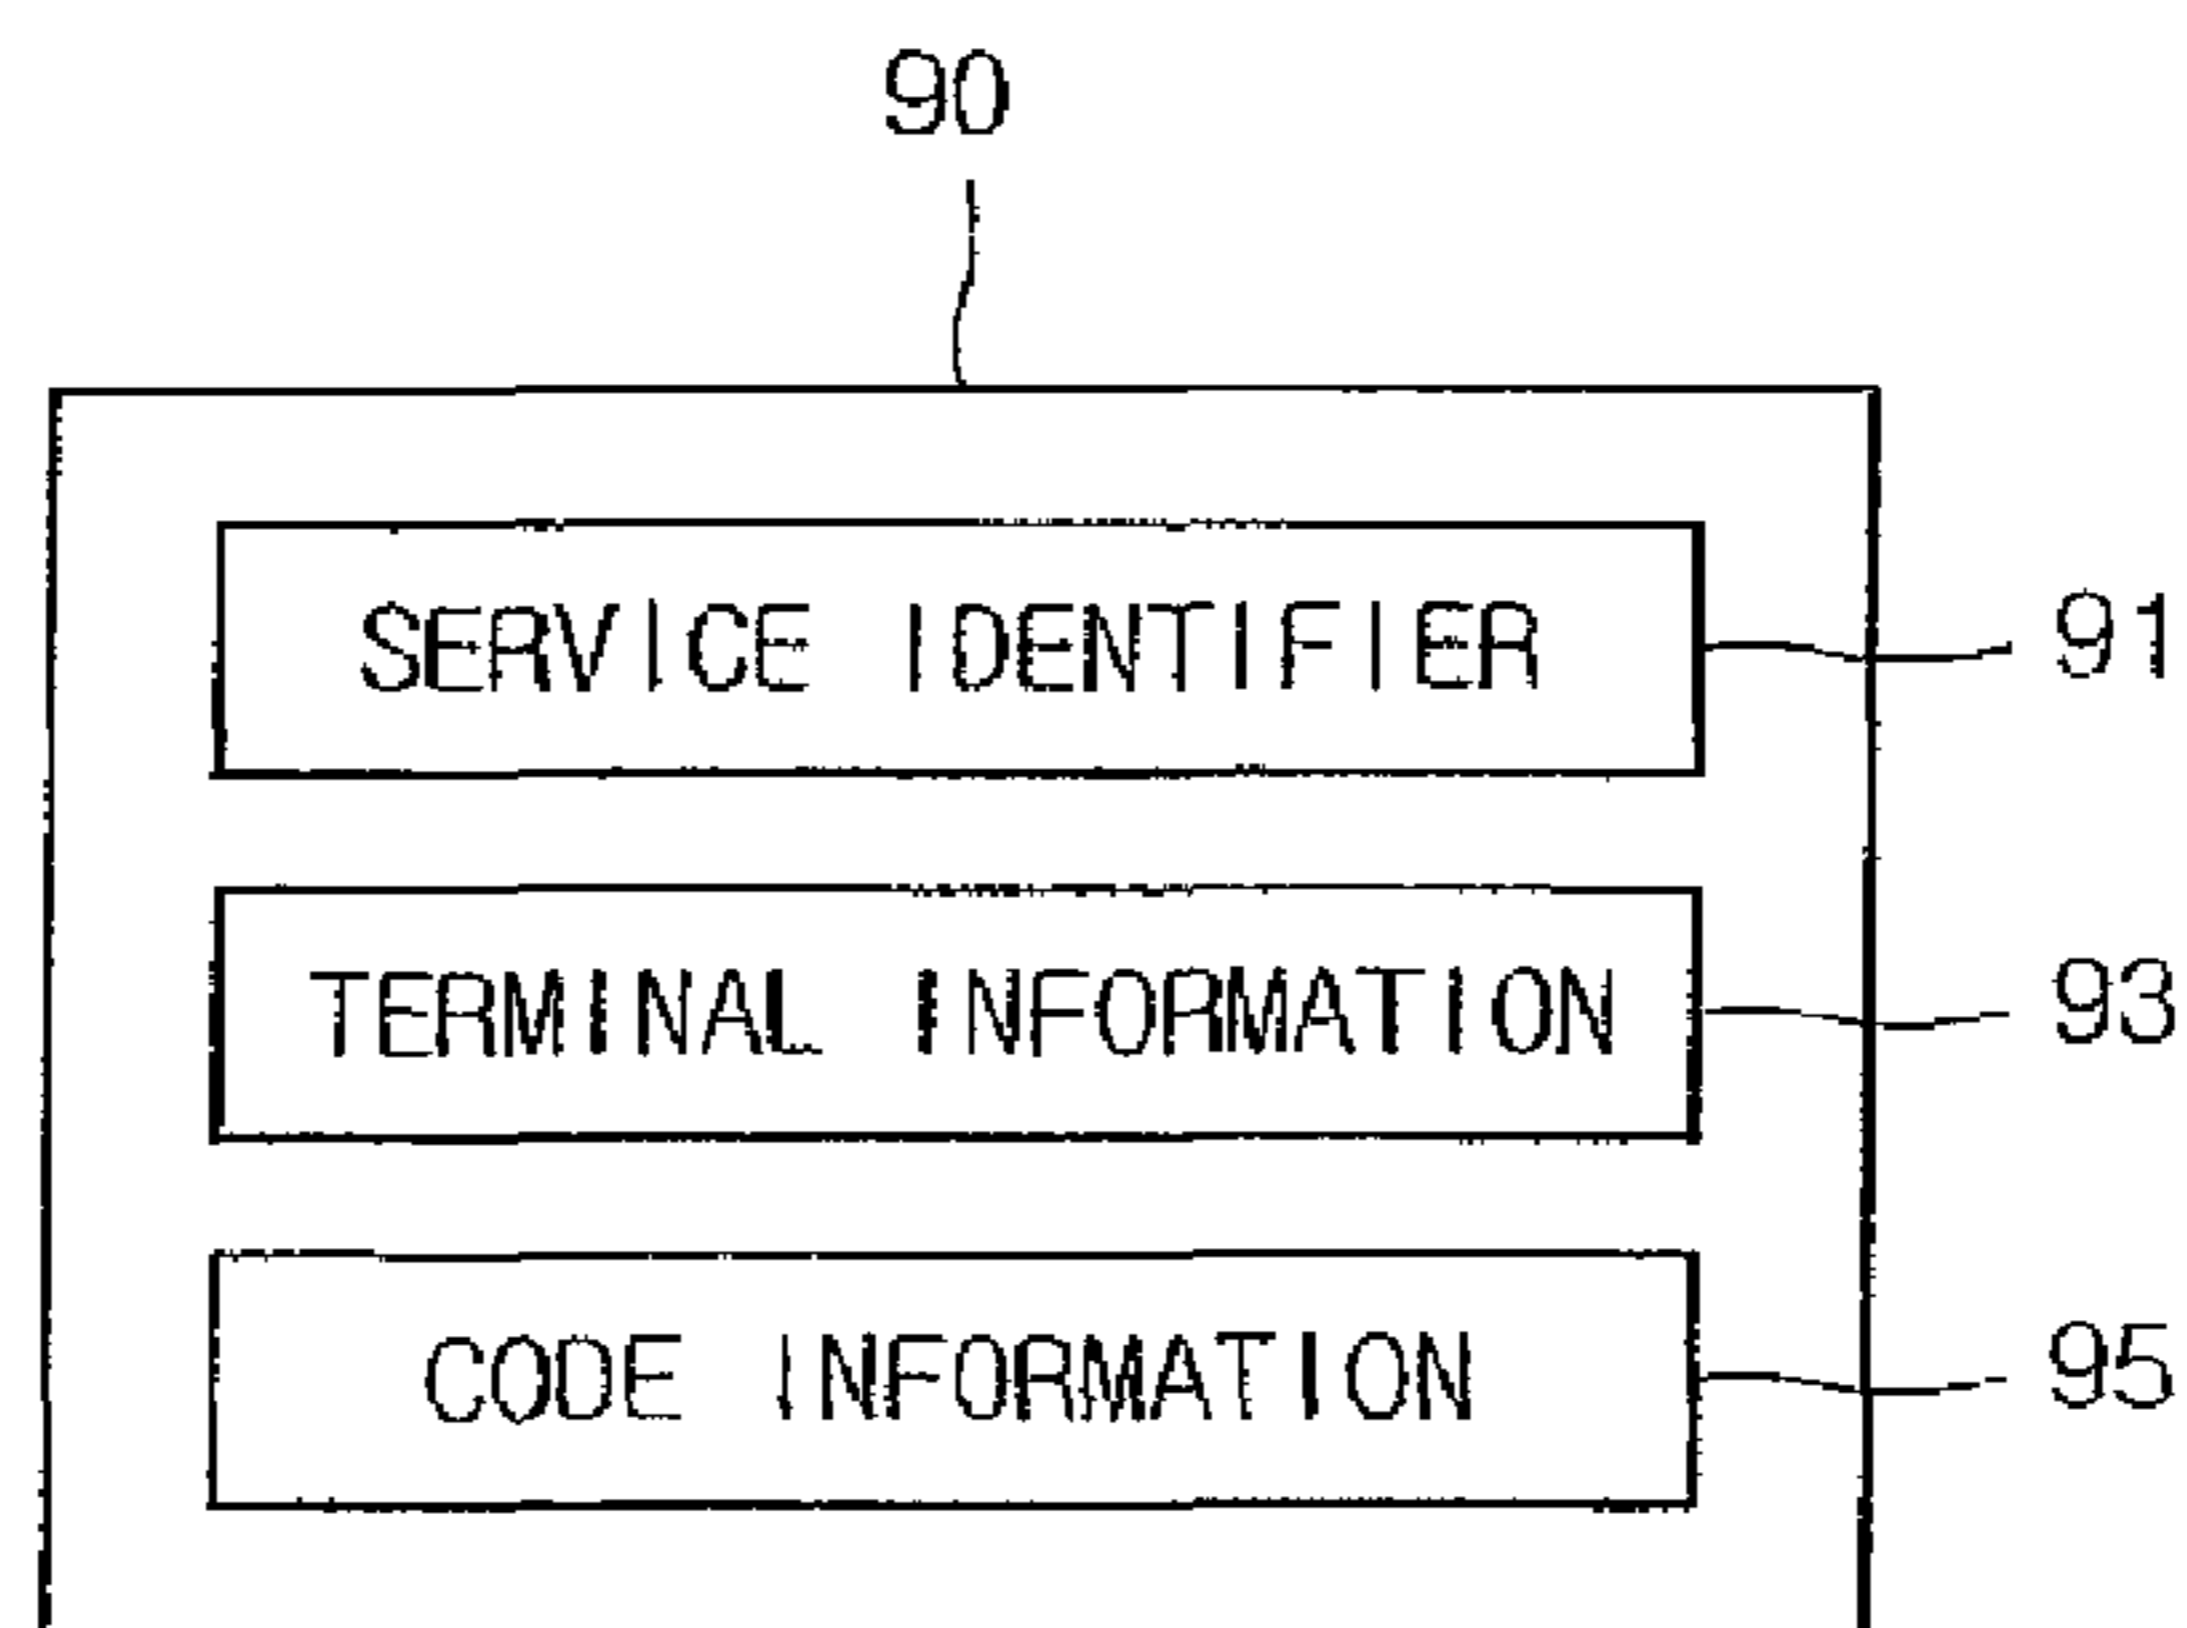 90
SERVICE IDENTIFIER 91
TERMINAL INFORMATION 93
CODE INFORMATION 95